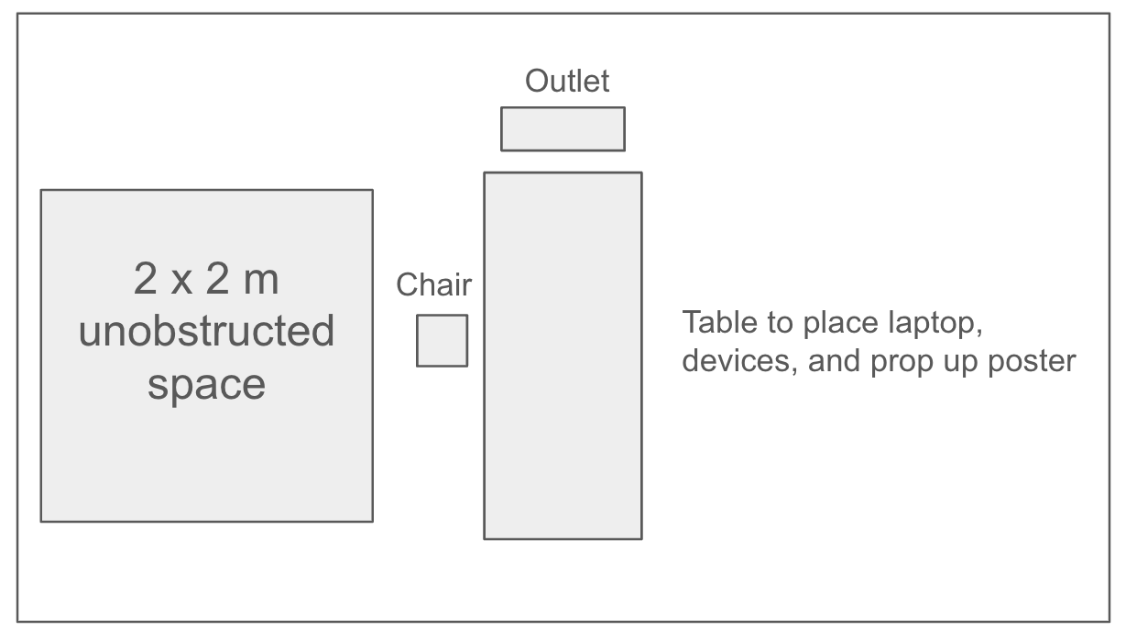 Outlet
2 x 2 m
unobstructed
space
Chair
Table to place laptop,
devices, and prop up poster